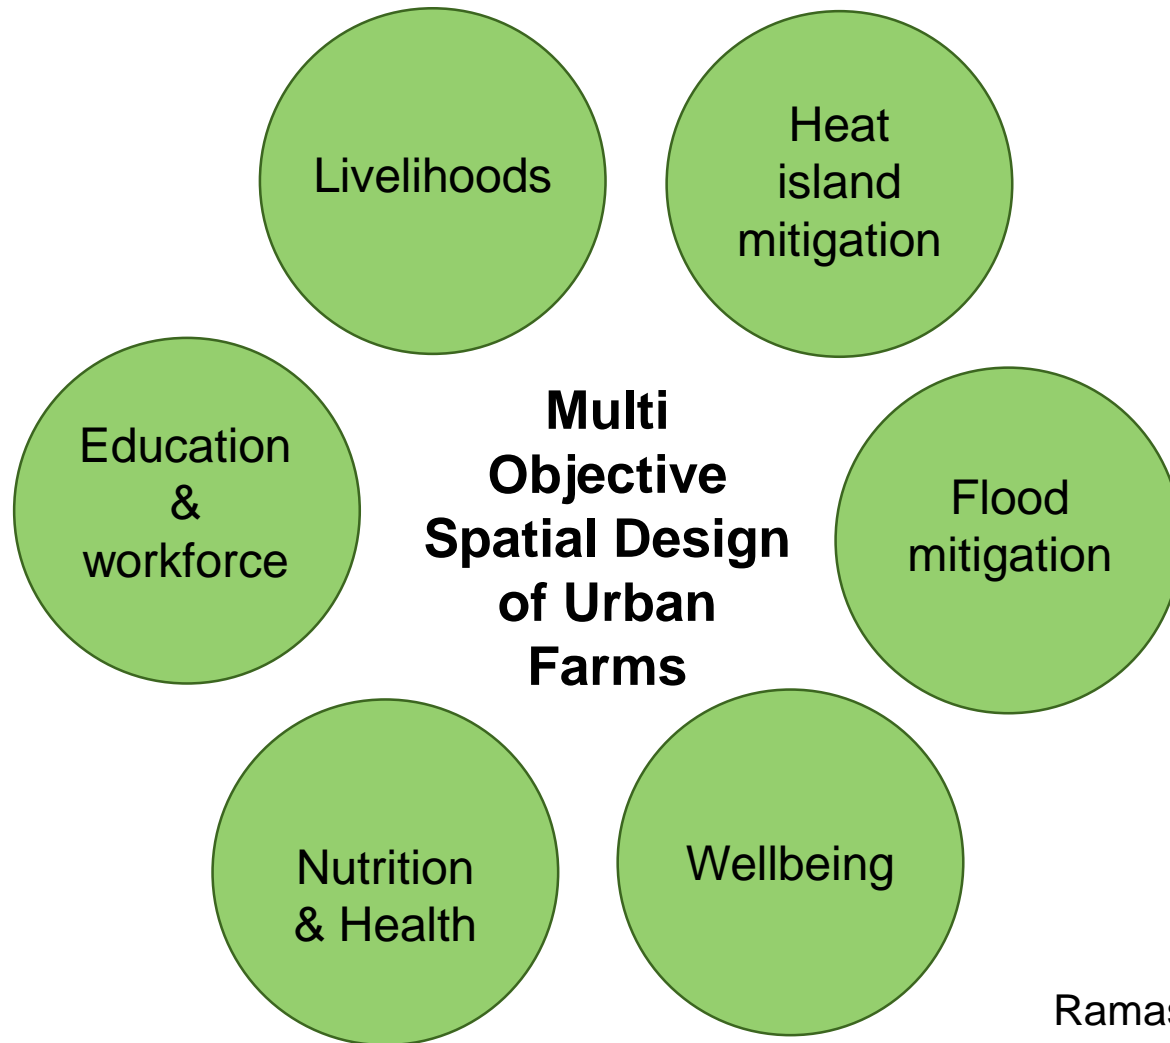 Livelihoods
Heat
island
mitigation
Education
&
workforce
Multi
Objective
Spatial Design
of Urban
Farms
Flood
mitigation
Nutrition
& Health
Wellbeing